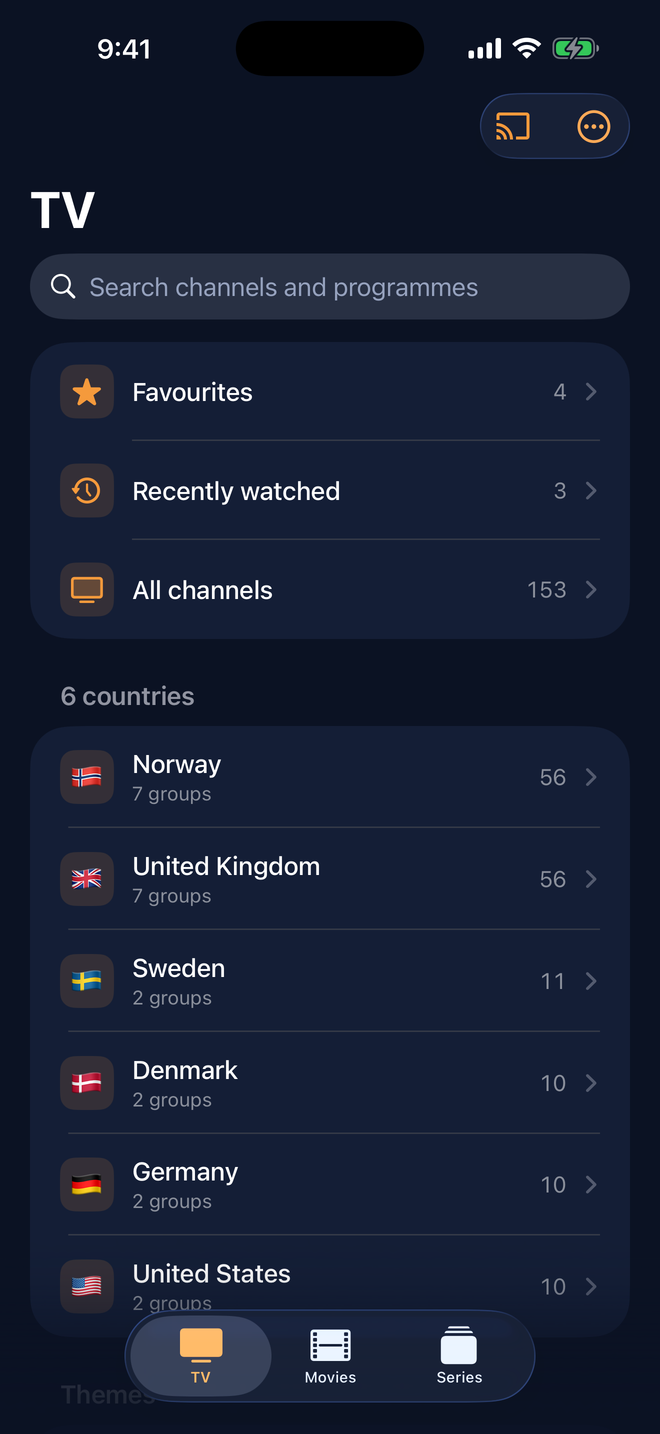 9:41
TV
Search channels and programmes
Favourites 4
Recently watched 3
All channels 153
6 countries
Norway
7 groups
56
United Kingdom
7 groups
56
Sweden
2 groups
11
Denmark
2 groups
10
Germany
2 groups
10
United States
2 groups
10
Themes
TV Movies Series